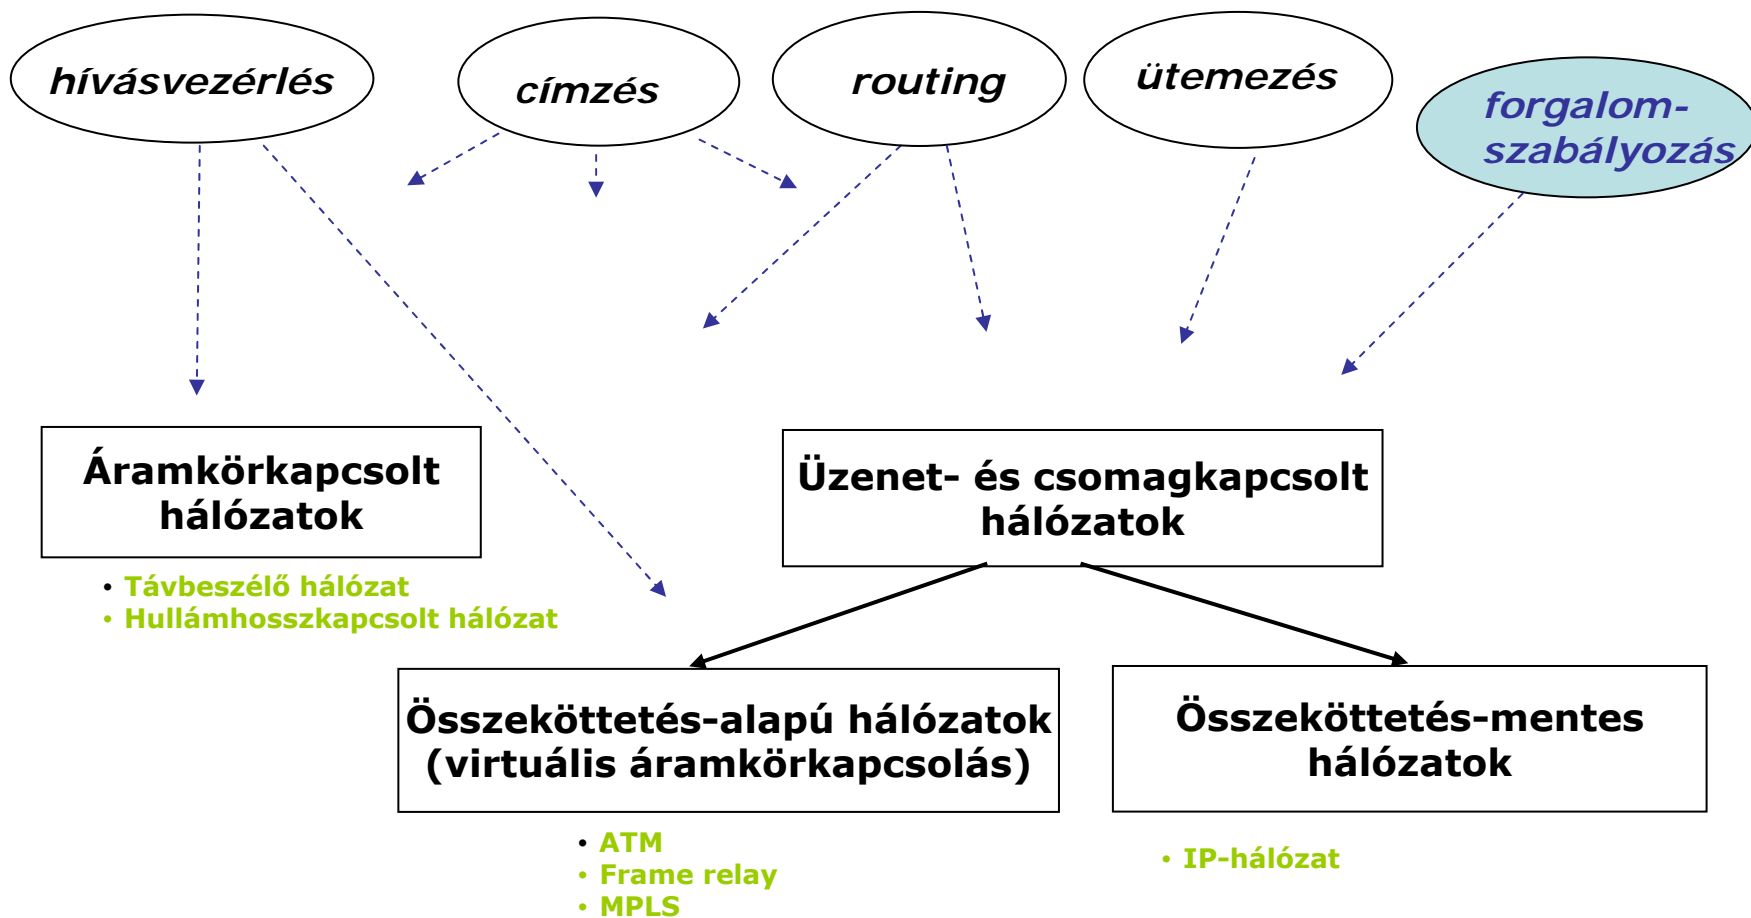 hívásvezérlés
címzés
routing
ütemezés
forgalom-
szabályozás
Áramkörkapcsolt
hálózatok
• Távbeszélő hálózat
• Hullámhosszkapcsolt hálózat
Üzenet- és csomagkapcsolt
hálózatok
Összeköttetés-alapú hálózatok
(virtuális áramkörkapcsolás)
• ATM
• Frame relay
• MPLS
Összeköttetés-mentes
hálózatok
• IP-hálózat